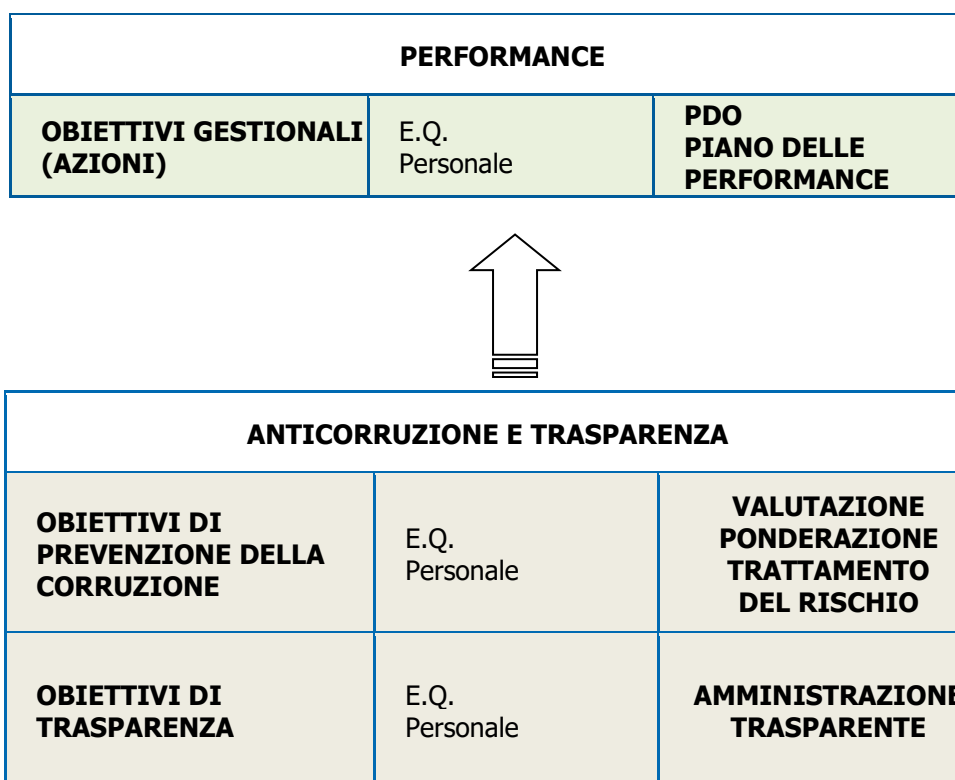 PERFORMANCE
OBIETTIVI GESTIONALI
(AZIONI)
E.Q.
Personale
PDO
PIANO DELLE
PERFORMANCE
ANTICORRUZIONE E TRASPARENZA
OBIETTIVI DI
PREVENZIONE DELLA
CORRUZIONE
E.Q.
Personale
VALUTAZIONE
PONDERAZIONE
TRATTAMENTO
DEL RISCHIO
OBIETTIVI DI
TRASPARENZA
E.Q.
Personale
AMMINISTRAZIONE
TRASPARENTE